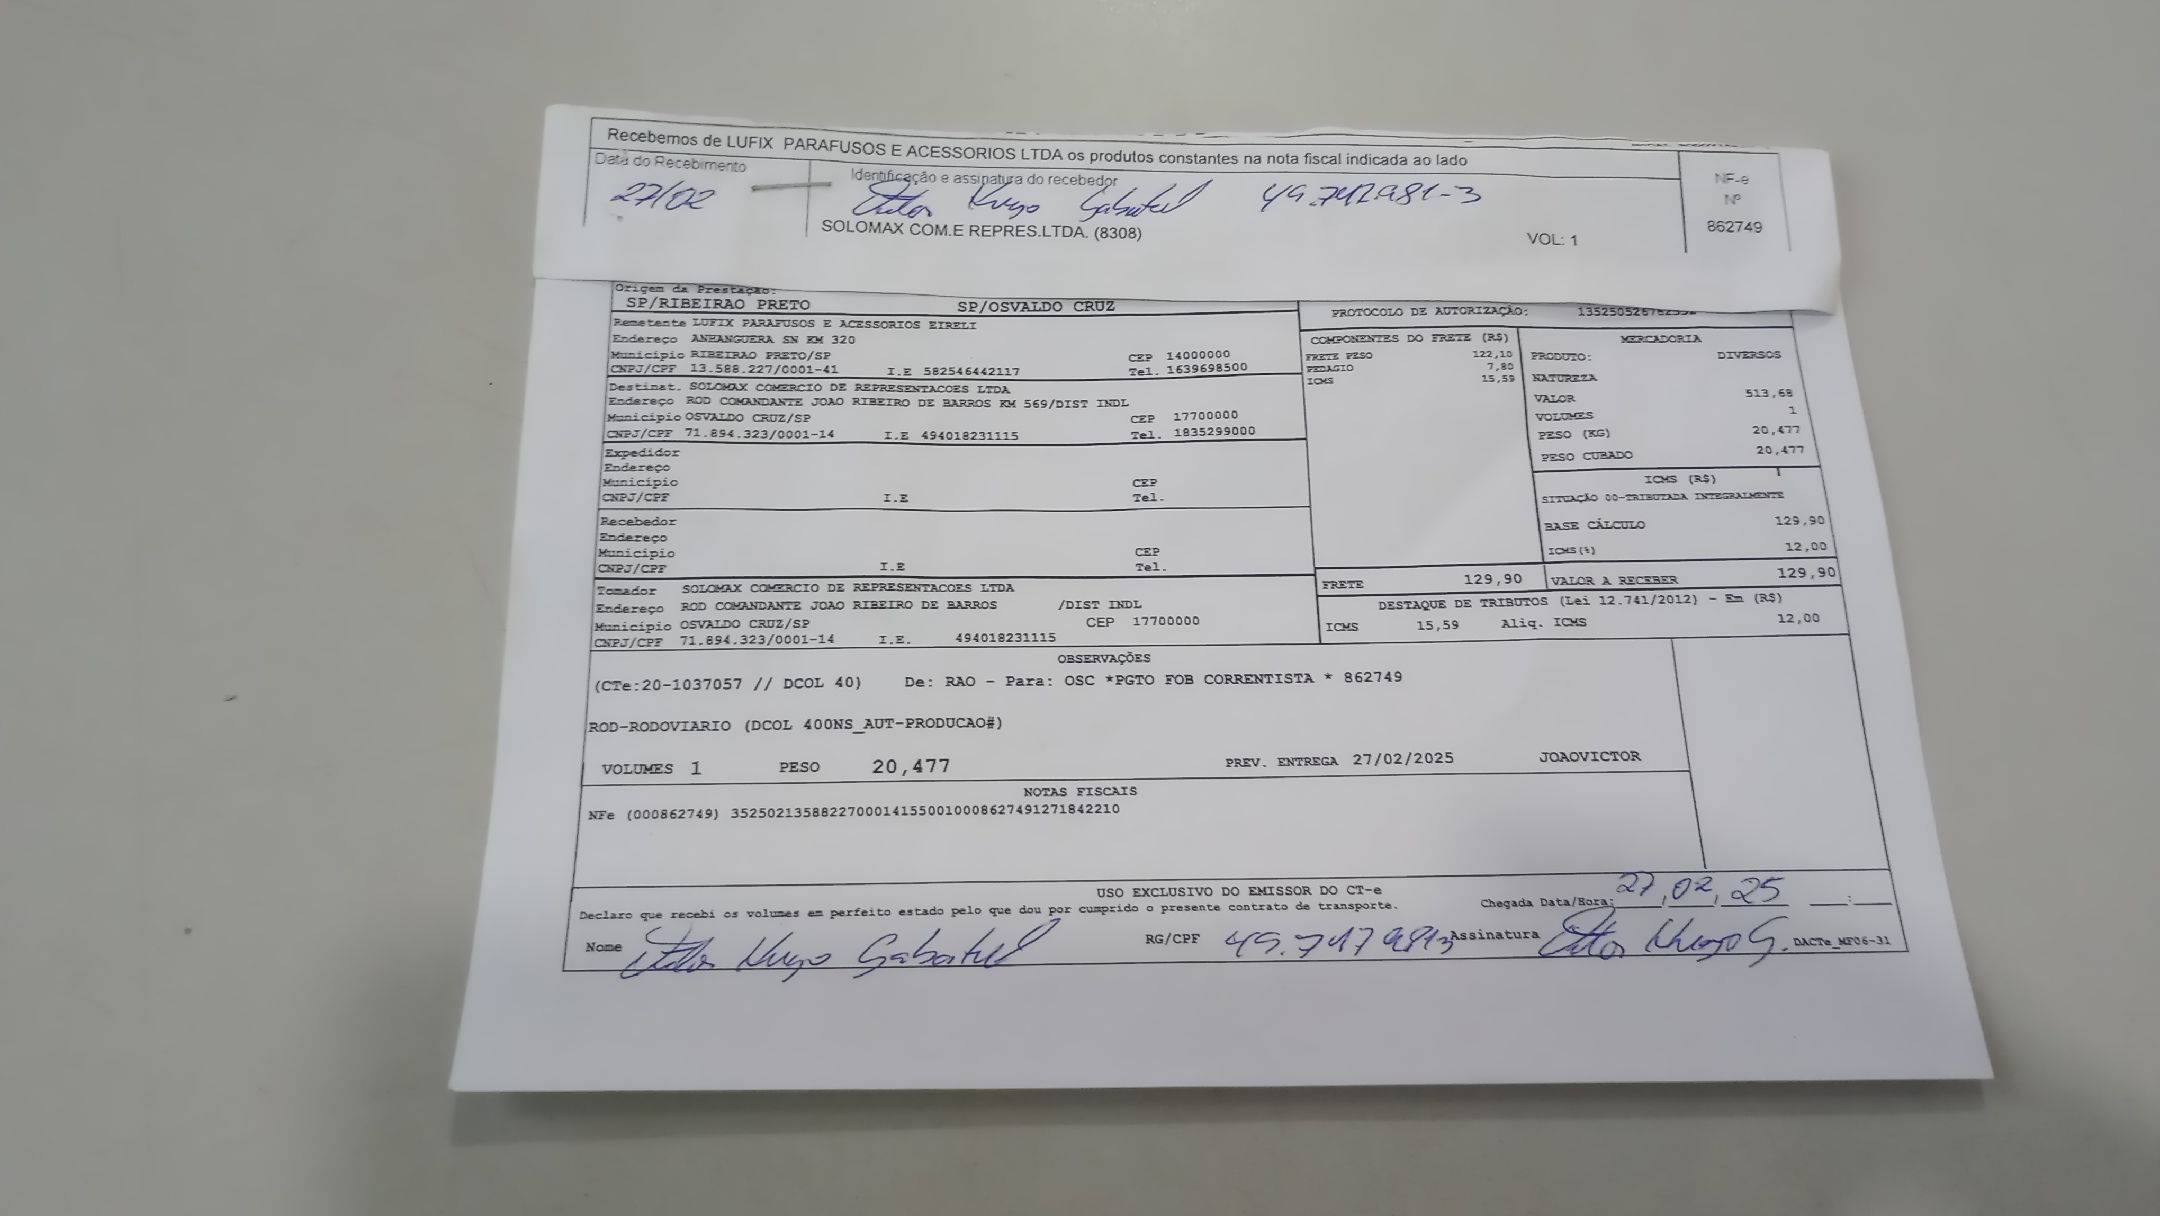 Recebemos de LUFIX PARAFUSOS E ACESSORIOS LTDA os produtos constantes na nota fiscal indicada ao lado
Data do Recebimento Identificação e assinatura do recebedor
27/02 Hugo
SOLOMAX COM.E REPRES.LTDA. (8308) VOL: 1
NF-e
Nº
862749
Origem da Prestação:
SP/RIBEIRAO PRETO SP/OSVALDO CRUZ
Remetente LUFIX PARAFUSOS E ACESSORIOS EIRELI
Endereço ANHANGUERA SN KM 320
Município RIBEIRAO PRETO/SP CEP 14000000
CNPJ/CPF 13.588.227/0001-41 I.E 582546442117 Tel. 1639698500
Destinat. SOLOMAX COMERCIO DE REPRESENTACOES LTDA
Endereço ROD COMANDANTE JOAO RIBEIRO DE BARROS KM 569/DIST INDL
Município OSVALDO CRUZ/SP CEP 17700000
CNPJ/CPF 71.894.323/0001-14 I.E 494018231115 Tel. 1835299000
Expedidor
Endereço
Município CEP
CNPJ/CPF I.E Tel.
Recebedor
Endereço
Município CEP
CNPJ/CPF I.E Tel.
Tomador SOLOMAX COMERCIO DE REPRESENTACOES LTDA
Endereço ROD COMANDANTE JOAO RIBEIRO DE BARROS /DIST INDL
Município OSVALDO CRUZ/SP CEP 17700000
CNPJ/CPF 71.894.323/0001-14 I.E. 494018231115
PROTOCOLO DE AUTORIZAÇÃO:
COMPONENTES DO FRETE (R$)
FRETE PESO 122,10
PEDAGIO 7,80
ICMS 15,59
MERCADORIA
PRODUTO: DIVERSOS
NATUREZA
VALOR 513,68
VOLUMES 1
PESO (KG) 20,477
PESO CUBADO 20,477
ICMS (R$)
SITUAÇÃO 00-TRIBUTADA INTEGRALMENTE
BASE CÁLCULO 129,90
ICMS(%) 12,00
FRETE 129,90 VALOR A RECEBER 129,90
DESTAQUE DE TRIBUTOS (Lei 12.741/2012) - Em (R$)
ICMS 15,59 Aliq. ICMS 12,00
OBSERVAÇÕES
(CTe:20-1037057 // DCOL 40) De: RAO - Para: OSC *PGTO FOB CORRENTISTA * 862749
ROD-RODOVIARIO (DCOL 400NS_AUT-PRODUCAO#)
VOLUMES 1 PESO 20,477 PREV. ENTREGA 27/02/2025 JOAOVICTOR
NOTAS FISCAIS
NFe (000862749) 35250213588227000141550010008627491271842210
USO EXCLUSIVO DO EMISSOR DO CT-e
Declaro que recebi os volumes em perfeito estado pelo que dou por cumprido o presente contrato de transporte. Chegada Data/Hora: 27,02,25 :
Nome Hugo RG/CPF Assinatura Hugo G. DACTe_MF06-31